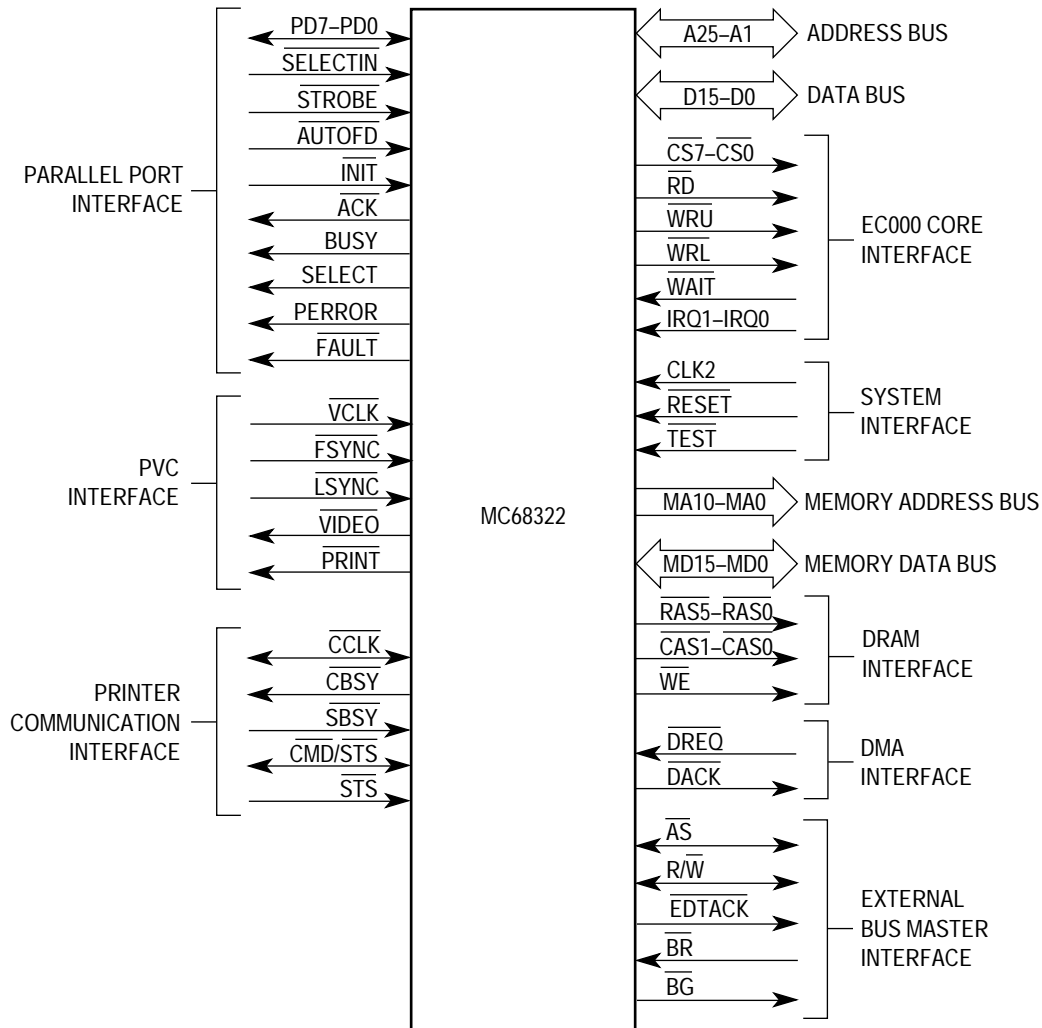 PD7–PD0
SELECTIN
STROBE
AUTOFD
INIT
ACK
BUSY
SELECT
PERROR
FAULT
PARALLEL PORT
INTERFACE
VCLK
FSYNC
LSYNC
VIDEO
PRINT
PVC
INTERFACE
CCLK
CBSY
SBSY
CMD/STS
STS
PRINTER
COMMUNICATION
INTERFACE
MC68322
A25–A1
ADDRESS BUS
D15–D0
DATA BUS
CS7–CS0
RD
WRU
WRL
WAIT
IRQ1–IRQ0
EC000 CORE
INTERFACE
CLK2
RESET
TEST
SYSTEM
INTERFACE
MA10–MA0
MEMORY ADDRESS BUS
MD15–MD0
MEMORY DATA BUS
RAS5–RAS0
CAS1–CAS0
WE
DRAM
INTERFACE
DREQ
DACK
DMA
INTERFACE
AS
R/W
EDTACK
BR
BG
EXTERNAL
BUS MASTER
INTERFACE